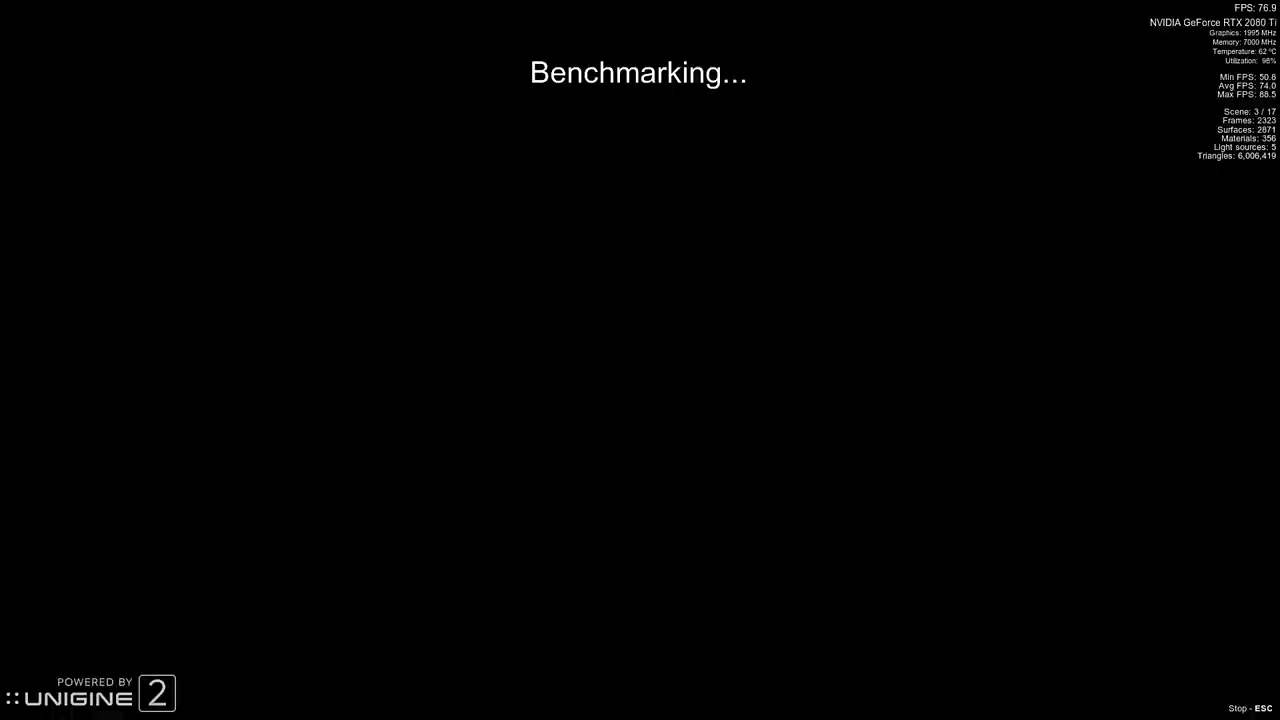 FPS: 76.9
NVIDIA GeForce RTX 2080 Ti
Graphics: 1995 MHz
Memory: 7000 MHz
Temperature: 62 °C
Utilization: 98%
Benchmarking...
Min FPS: 50.8
Avg FPS: 74.0
Max FPS: 88.5
Scene: 3 / 17
Frames: 2323
Surfaces: 2871
Materials: 356
Light sources: 5
Triangles: 6,006,419
POWERED BY
UNIGINE 2
Stop - ESC